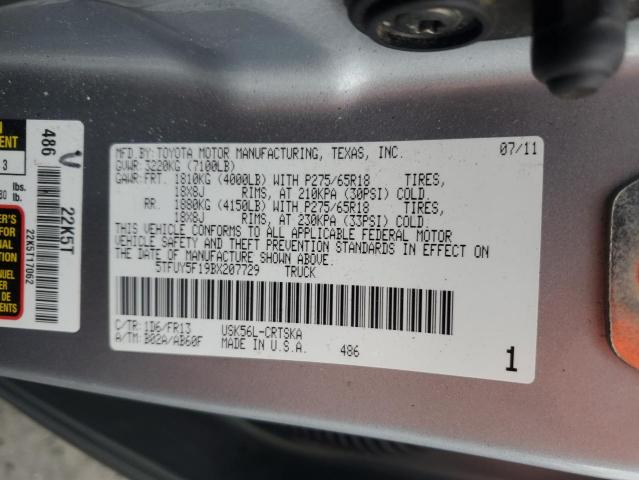 MFD.BY:TOYOTA MOTOR MANUFACTURING, TEXAS, INC. 07/11
GVWR 3220KG (7100LB)
GAWR:FRT. 1810KG (4000LB) WITH P275/65R18 TIRES,
18X8J RIMS, AT 210KPA (30PSI) COLD.
RR. 1880KG (4150LB) WITH P275/65R18 TIRES,
18X8J RIMS, AT 230KPA (33PSI) COLD.
THIS VEHICLE CONFORMS TO ALL APPLICABLE FEDERAL MOTOR
VEHICLE SAFETY AND THEFT PREVENTION STANDARDS IN EFFECT ON
THE DATE OF MANUFACTURE SHOWN ABOVE.
5TFUY5F19BX207729 TRUCK
C/TR: 1D6/FR13 USK56L-CRTSKA
A/TM: B02A/AB60F MADE IN U.S.A. 486
1
486
22K5T
22K5T17062
ENT
3
lbs.
lb.